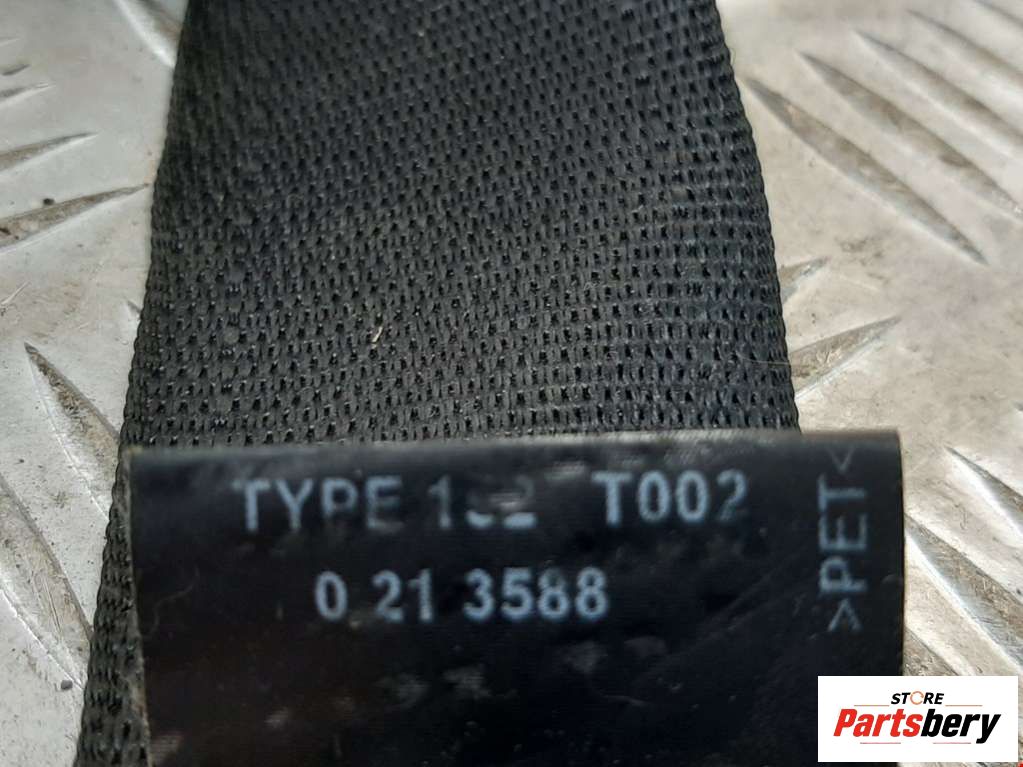 TYPE T002
0 21 3588
>PET<
STORE
Partsbery